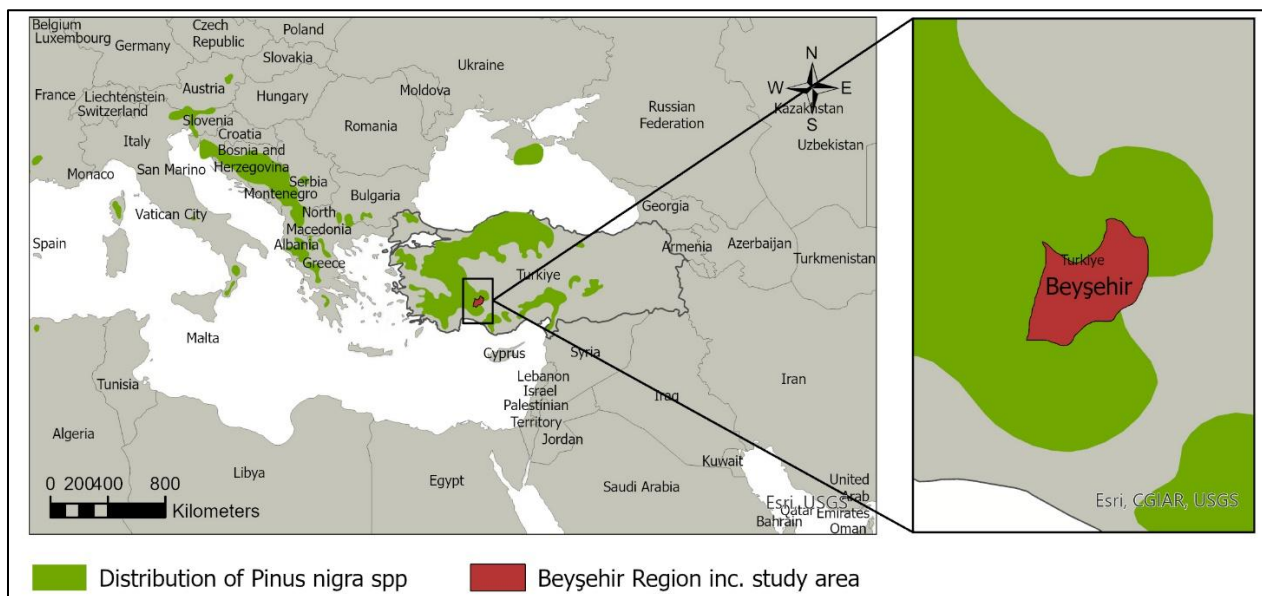 Belgium
Luxembourg
Germany
Czech
Republic
Poland
Slovakia
Ukraine
France
Liechtenstein
Switzerland
Austria
Hungary
Moldova
Slovenia
Croatia
Romania
Russian
Federation
Kazakhstan
Uzbekistan
N
W
E
S
Italy
Bosnia and
Herzegovina
San Marino
Monaco
Serbia
Montenegro
Bulgaria
Vatican City
North
Macedonia
Albania
Greece
Georgia
Armenia
Azerbaijan
Turkmenistan
Spain
Turkiye
Malta
Cyprus
Syria
Lebanon
Israel
Palestinian
Territory
Jordan
Iraq
Iran
Tunisia
Algeria
Libya
Egypt
Kuwait
Saudi Arabia
United
Arab
Emirates
Qatar
Bahrain
Oman
Esri, USGS
0 200400 800
Kilometers
Turkiye
Beyşehir
Esri, CGIAR, USGS
Distribution of Pinus nigra spp
Beyşehir Region inc. study area